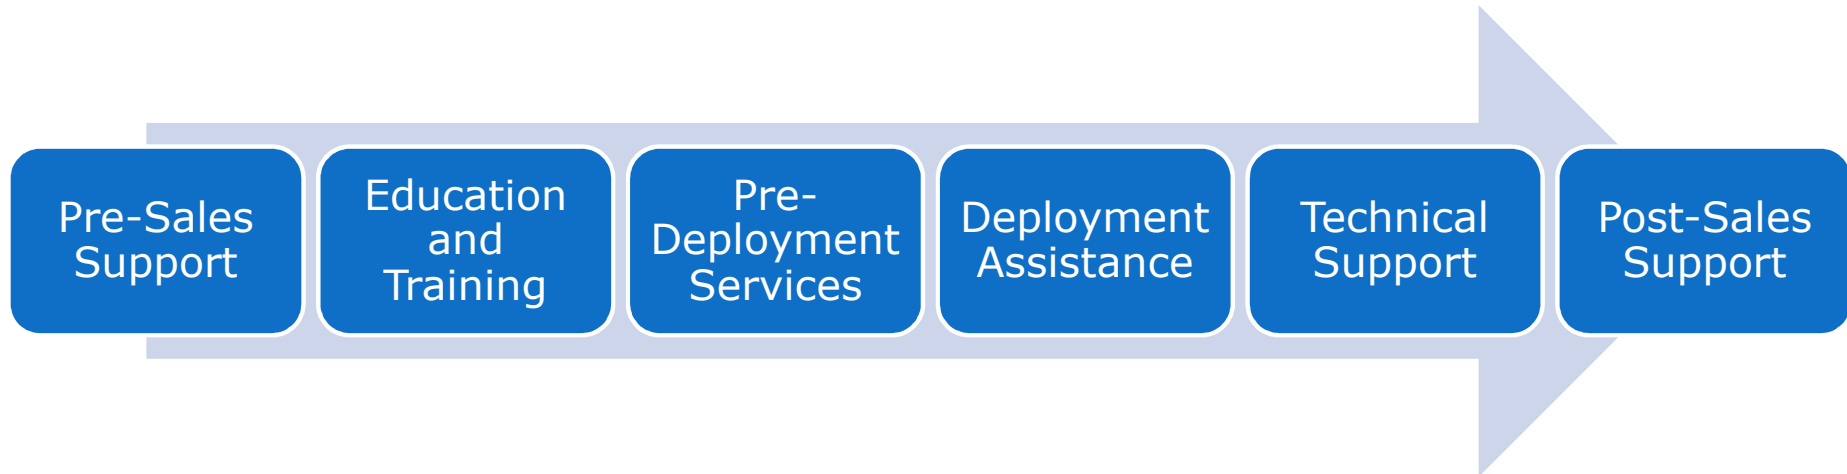 Pre-Sales
Support
Education
and
Training
Pre-
Deployment
Services
Deployment
Assistance
Technical
Support
Post-Sales
Support